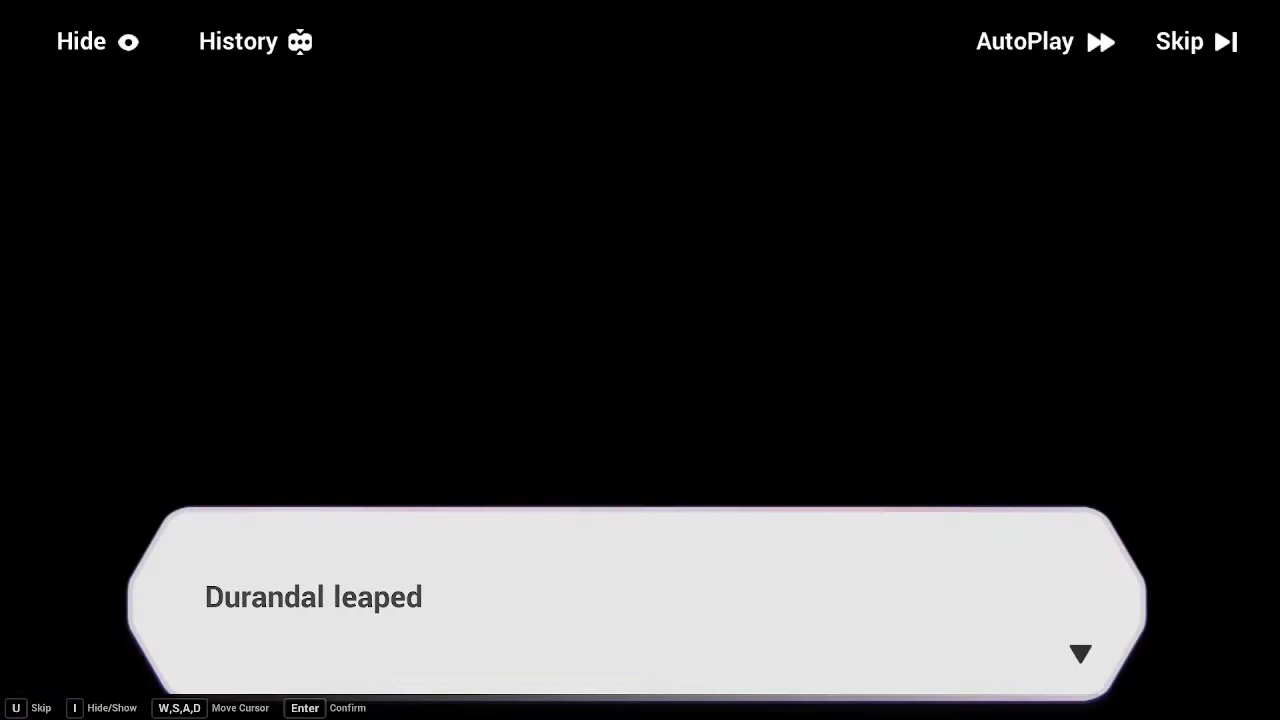 Hide
History
AutoPlay
Skip
Durandal leaped
U Skip I Hide/Show W,S,A,D Move Cursor Enter Confirm